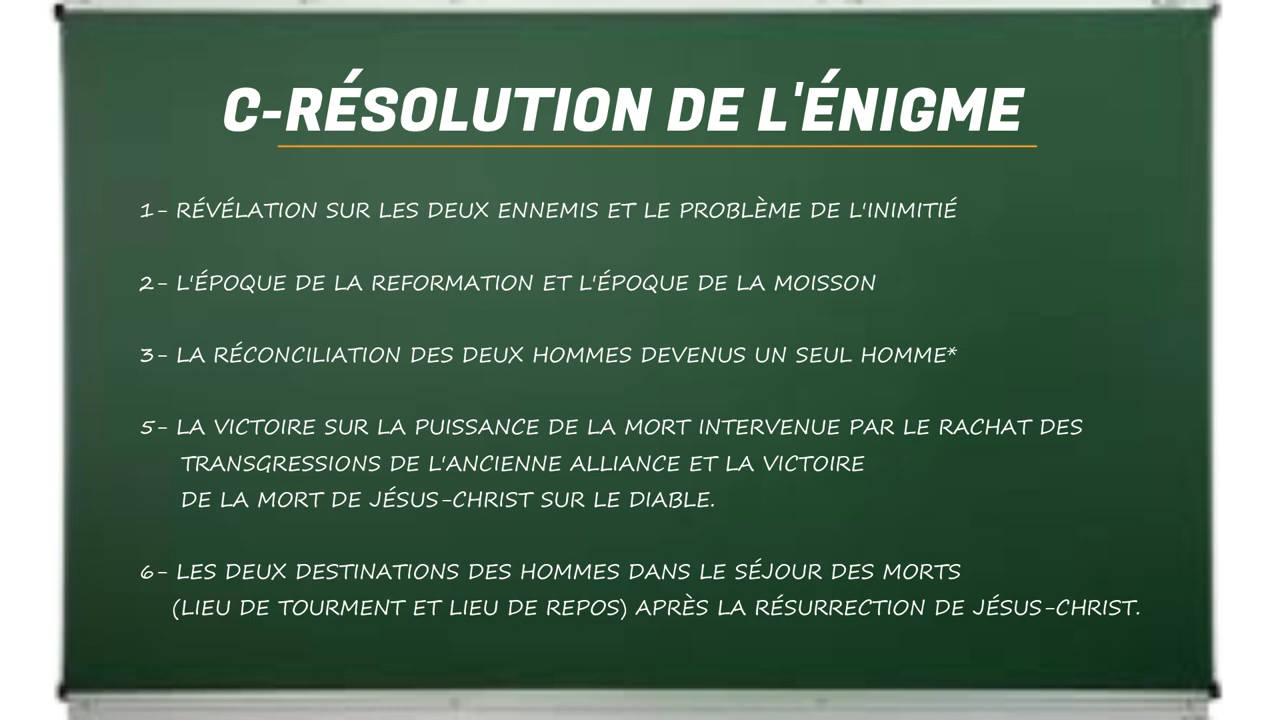 C-RÉSOLUTION DE L'ÉNIGME
1- RÉVÉLATION SUR LES DEUX ENNEMIS ET LE PROBLÈME DE L'INIMITIÉ
2- L'ÉPOQUE DE LA REFORMATION ET L'ÉPOQUE DE LA MOISSON
3- LA RÉCONCILIATION DES DEUX HOMMES DEVENUS UN SEUL HOMME*
5- LA VICTOIRE SUR LA PUISSANCE DE LA MORT INTERVENUE PAR LE RACHAT DES
TRANSGRESSIONS DE L'ANCIENNE ALLIANCE ET LA VICTOIRE
DE LA MORT DE JÉSUS-CHRIST SUR LE DIABLE.
6- LES DEUX DESTINATIONS DES HOMMES DANS LE SÉJOUR DES MORTS
(LIEU DE TOURMENT ET LIEU DE REPOS) APRÈS LA RÉSURRECTION DE JÉSUS-CHRIST.